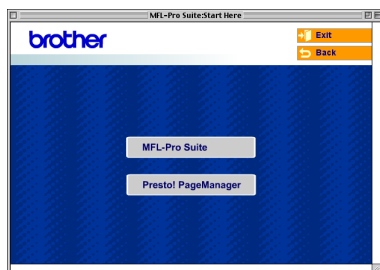 MFL-Pro Suite:Start Here
brother
Exit
Back
MFL-Pro Suite
Presto! PageManager